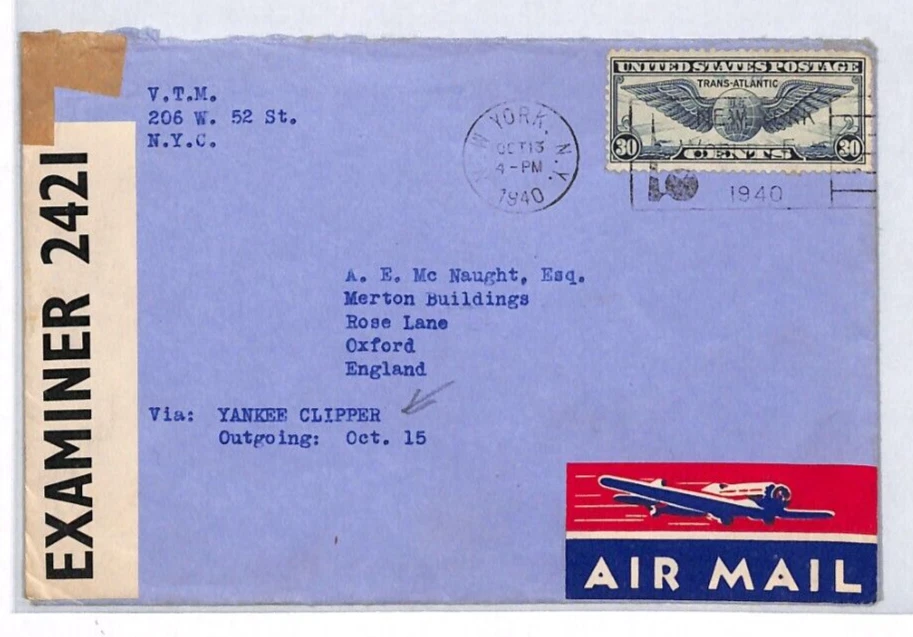 V.T.M.
206 W. 52 St.
N.Y.C.
YORK, N.Y.
OCT 13
4-PM
1940
UNITED STATES POSTAGE
TRANS-ATLANTIC
30 CENTS 30
1940
EXAMINER 2421
A. E. Mc Naught, Esq.
Merton Buildings
Rose Lane
Oxford
England
Via: YANKEE CLIPPER
Outgoing: Oct. 15
AIR MAIL